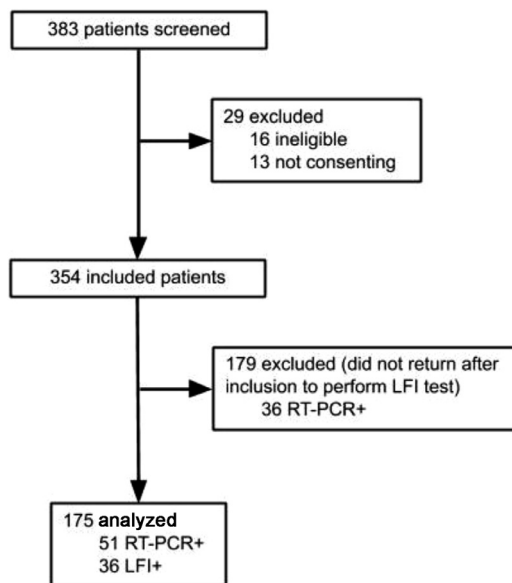 383 patients screened
29 excluded
16 ineligible
13 not consenting
354 included patients
179 excluded (did not return after
inclusion to perform LFI test)
36 RT-PCR+
175 analyzed
51 RT-PCR+
36 LFI+